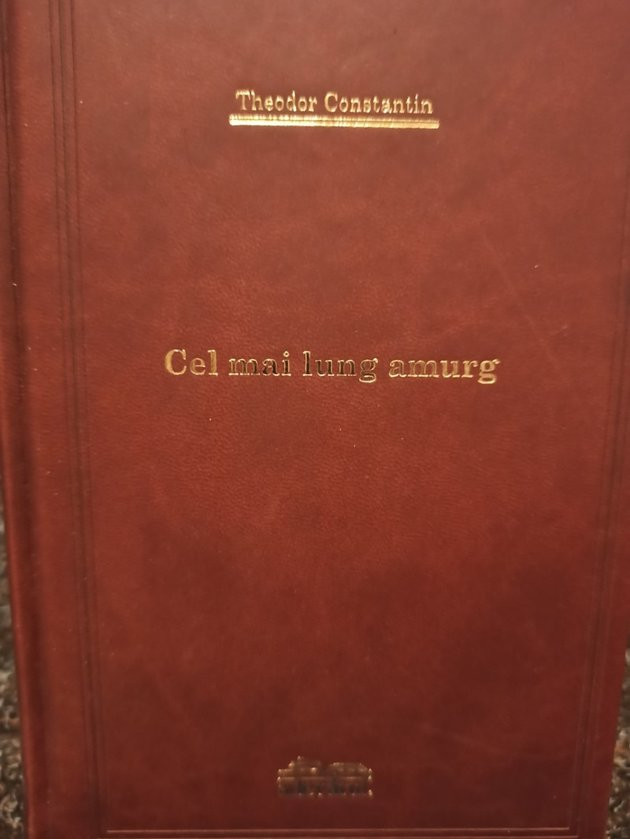 Theodor Constantin
Cel mai lung amurg